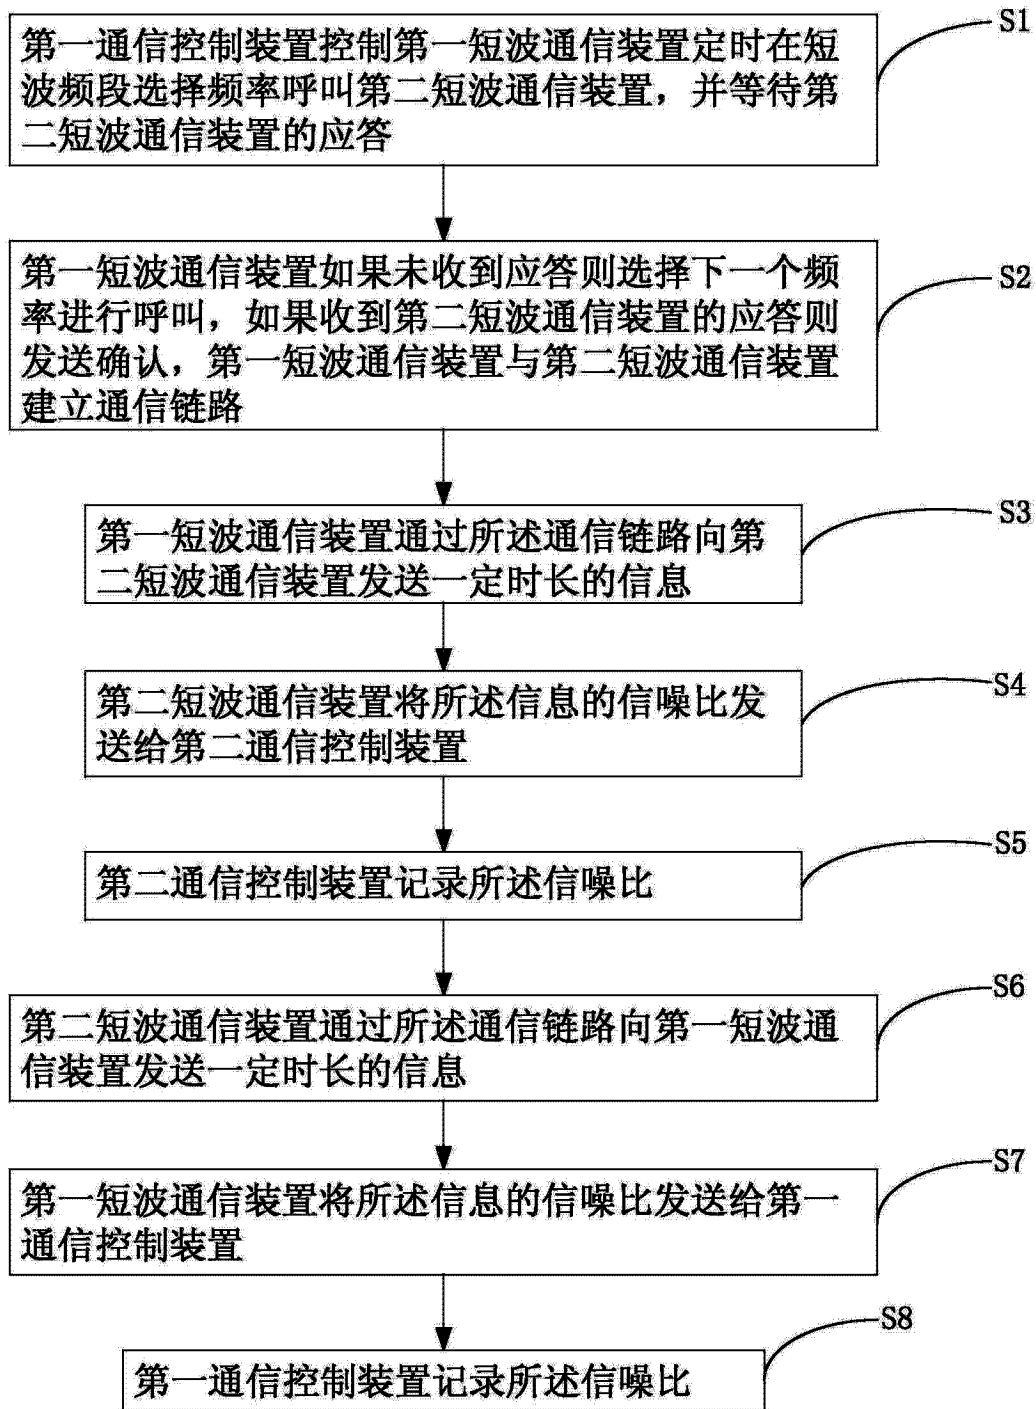 S1
第一通信控制装置控制第一短波通信装置定时在短
波频段选择频率呼叫第二短波通信装置，并等待第
二短波通信装置的应答
S2
第一短波通信装置如果未收到应答则选择下一个频
率进行呼叫，如果收到第二短波通信装置的应答则
发送确认，第一短波通信装置与第二短波通信装置
建立通信链路
S3
第一短波通信装置通过所述通信链路向第
二短波通信装置发送一定时长的信息
S4
第二短波通信装置将所述信息的信噪比发
送给第二通信控制装置
S5
第二通信控制装置记录所述信噪比
S6
第二短波通信装置通过所述通信链路向第一短波通
信装置发送一定时长的信息
S7
第一短波通信装置将所述信息的信噪比发送给第一
通信控制装置
S8
第一通信控制装置记录所述信噪比